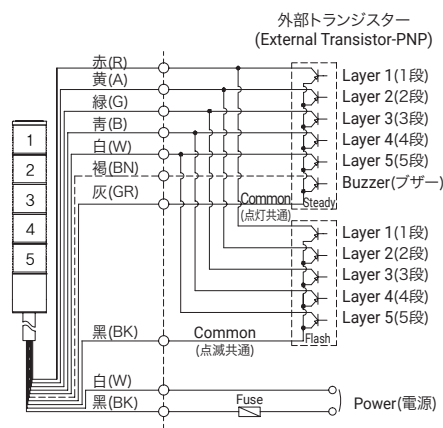 外部トランジスター
(External Transistor-PNP)
赤(R)
Layer 1(1段)
黄(A)
Layer 2(2段)
緑(G)
Layer 3(3段)
青(B)
Layer 4(4段)
白(W)
Layer 5(5段)
褐(BN)
Buzzer(ブザー)
灰(GR)
Common
(点灯共通)
Steady
1
2
3
4
5
Layer 1(1段)
Layer 2(2段)
Layer 3(3段)
Layer 4(4段)
Layer 5(5段)
黒(BK)
Common
(点滅共通)
Flash
白(W)
黒(BK)
Fuse
Power(電源)